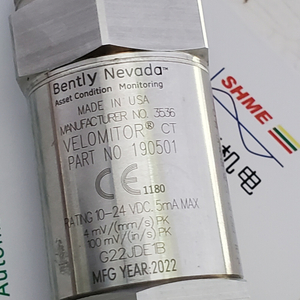 Bently Nevada™
Asset Condition Monitoring
MADE IN USA
MANUFACTURER NO. 3536
VELOMITOR® CT
PART NO 190501
CE 1180
RATING 10-24 VDC, 5mA MAX
4 mV/(mm/s) PK
100 mV/(in/s) PK
G22JDE1B
MFG YEAR:2022
SHME
机电